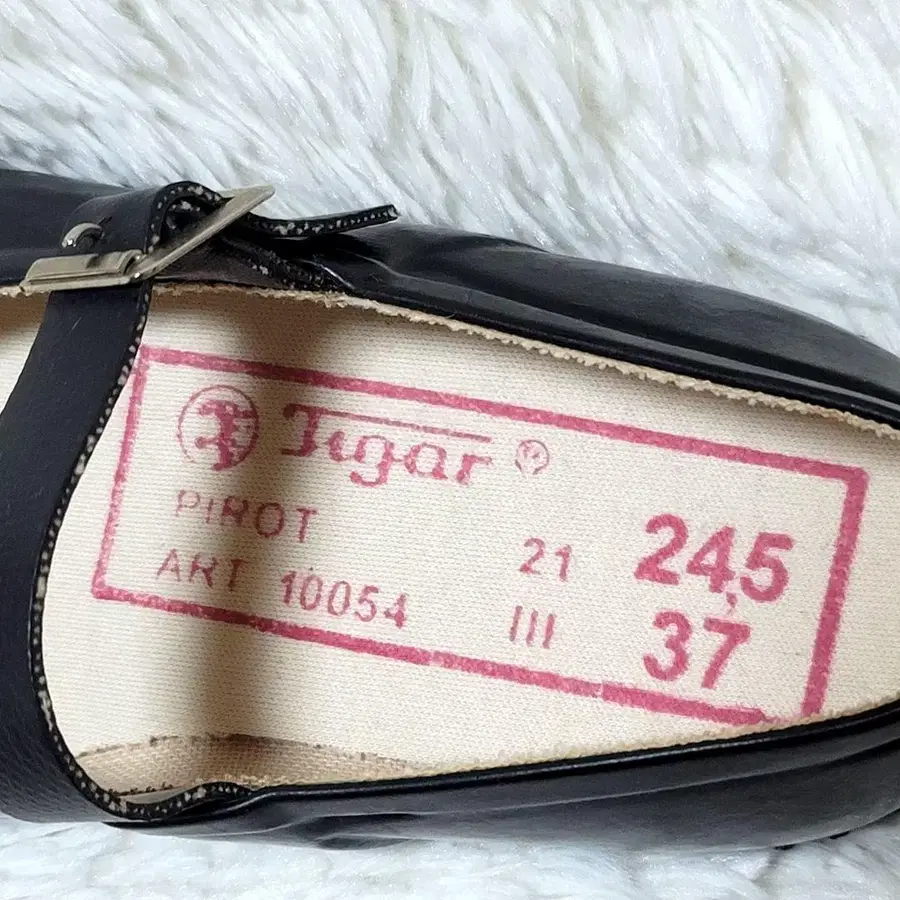 Tigar
PIROT 21 24,5
ART 10054 III 37